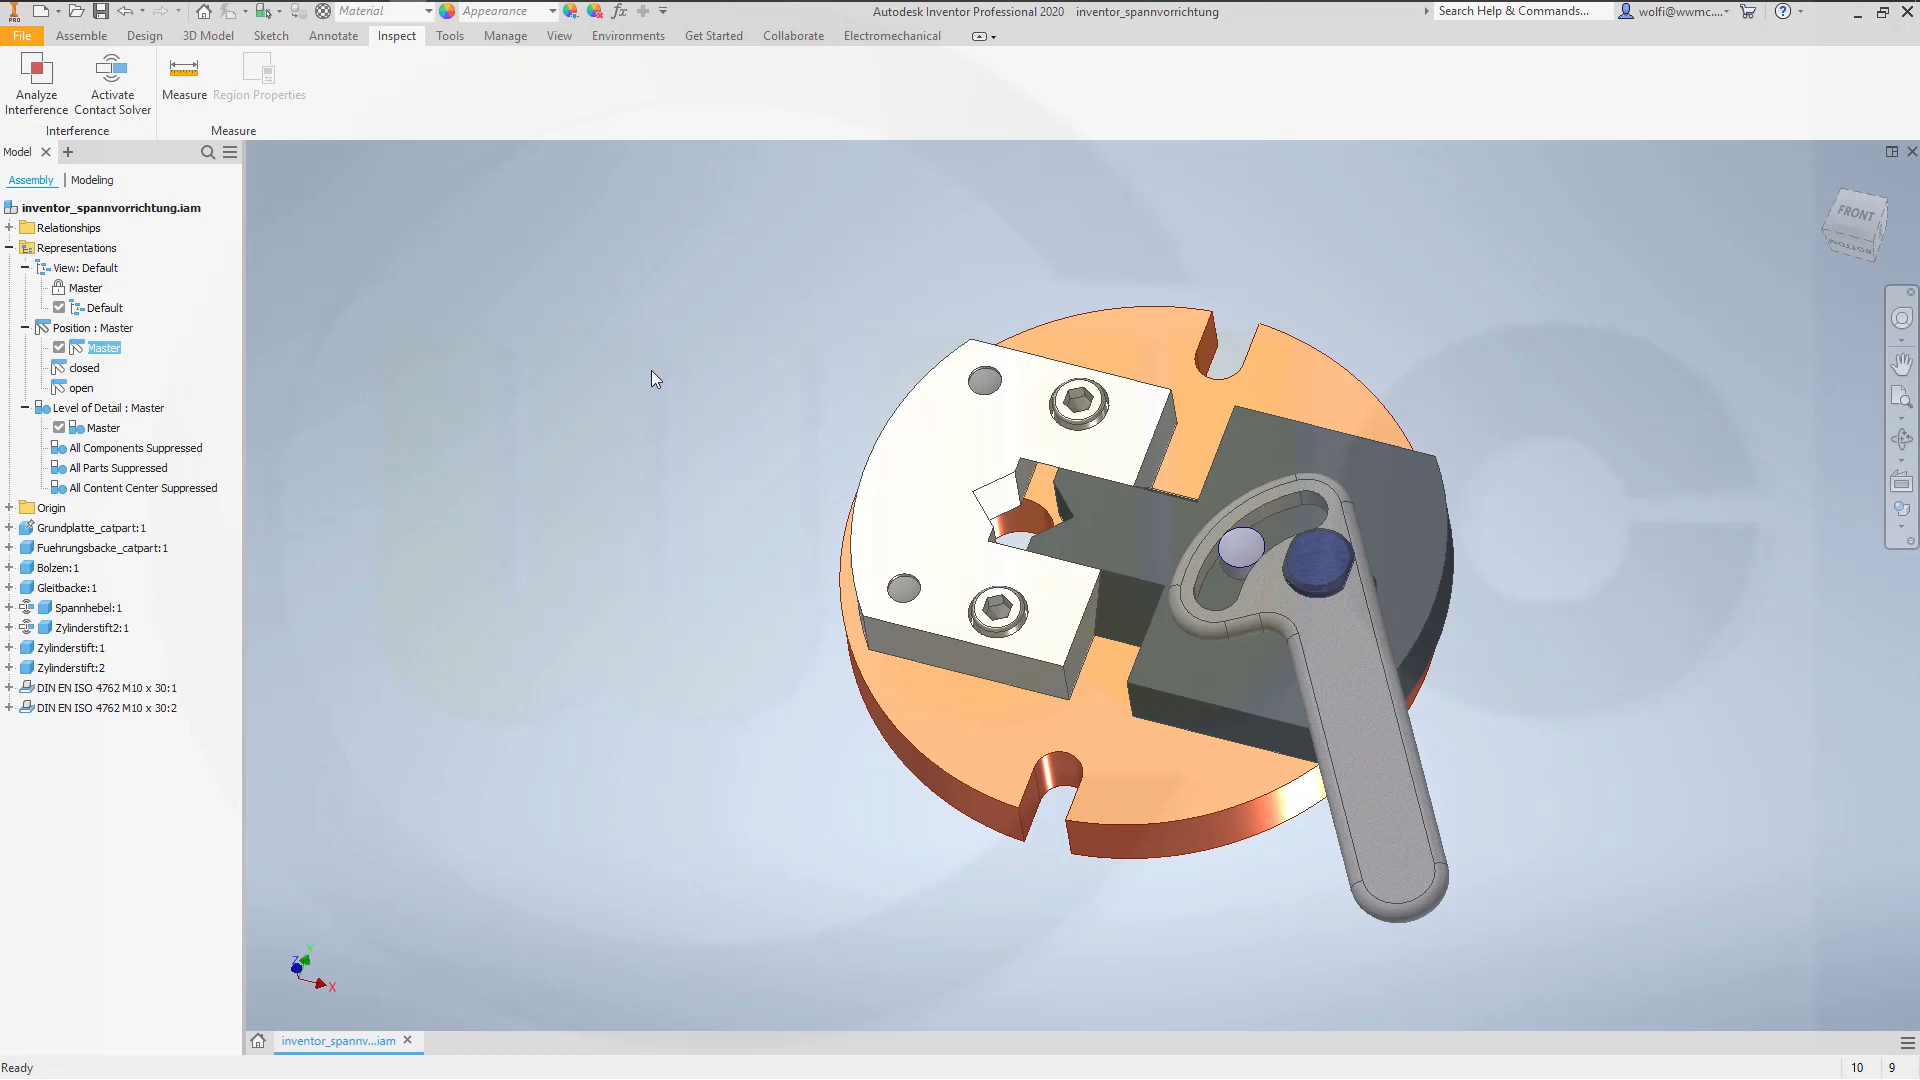 PRO Material Appearance fx Autodesk Inventor Professional 2020 inventor_spannvorrichtung Search Help & Commands... wolfi@wwmc....
File Assemble Design 3D Model Sketch Annotate Inspect Tools Manage View Environments Get Started Collaborate Electromechanical
Analyze Interference
Activate Contact Solver
Measure
Region Properties
Interference
Measure
Model
Assembly Modeling
inventor_spannvorrichtung.iam
Relationships
Representations
View: Default
Master
Default
Position : Master
Master
closed
open
Level of Detail : Master
Master
All Components Suppressed
All Parts Suppressed
All Content Center Suppressed
Origin
Grundplatte_catpart:1
Fuehrungsbacke_catpart:1
Bolzen:1
Gleitbacke:1
Spannhebel:1
Zylinderstift2:1
Zylinderstift:1
Zylinderstift:2
DIN EN ISO 4762 M10 x 30:1
DIN EN ISO 4762 M10 x 30:2
FRONT
BOTTOM
Y
Z
X
inventor_spannv...iam
Ready
10 9